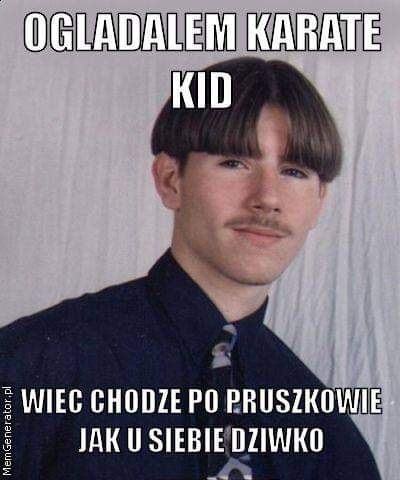 OGLADALEM KARATE
KID
WIEC CHODZE PO PRUSZKOWIE
JAK U SIEBIE DZIWKO
MemGenerator.pl